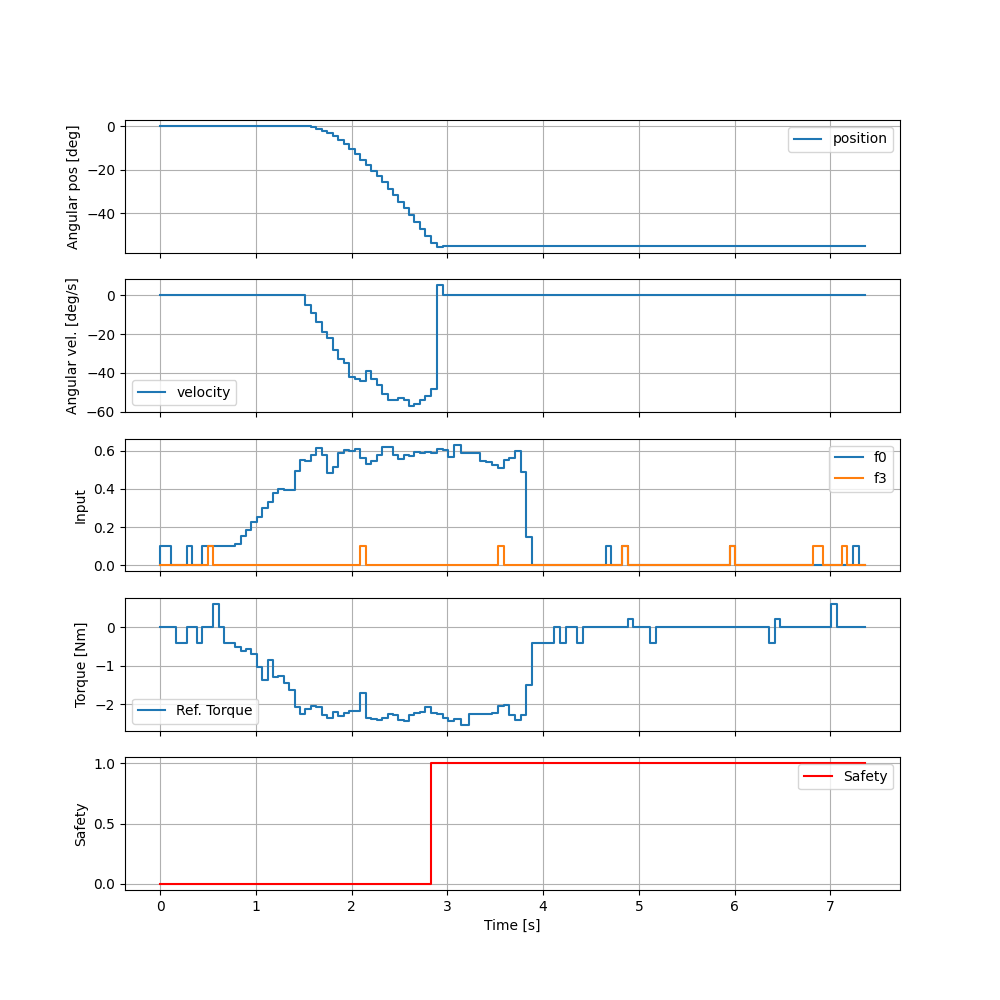 Angular pos [deg]
0
−20
−40
position
Angular vel. [deg/s]
0
−20
−40
−60
velocity
Input
0.6
0.4
0.2
0.0
f0
f3
Torque [Nm]
0
−1
−2
Ref. Torque
Safety
1.0
0.5
0.0
Safety
0 1 2 3 4 5 6 7
Time [s]